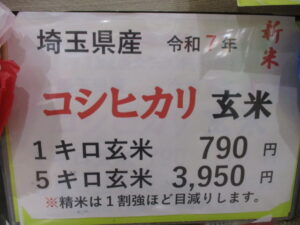 埼玉県産 令和7年 新米
コシヒカリ 玄米
1キロ玄米 790円
5キロ玄米 3,950円
※精米は1割強ほど目減りします。